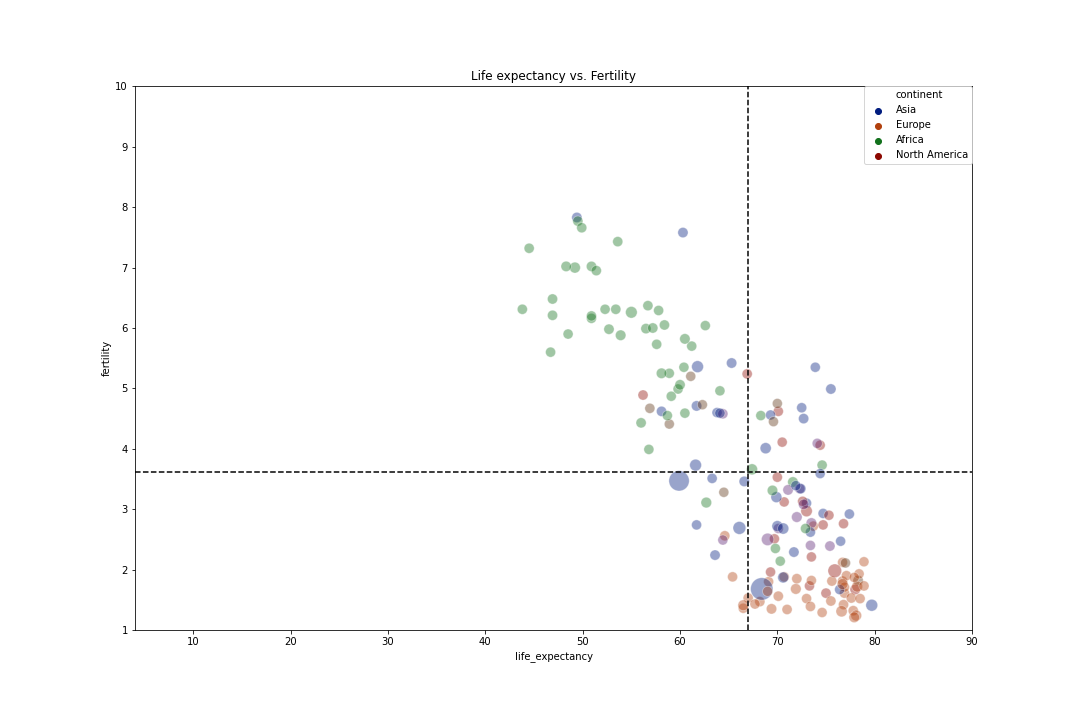 Life expectancy vs. Fertility
continent
Asia
Europe
Africa
North America
fertility
10
9
8
7
6
5
4
3
2
1
10 20 30 40 50 60 70 80 90
life_expectancy